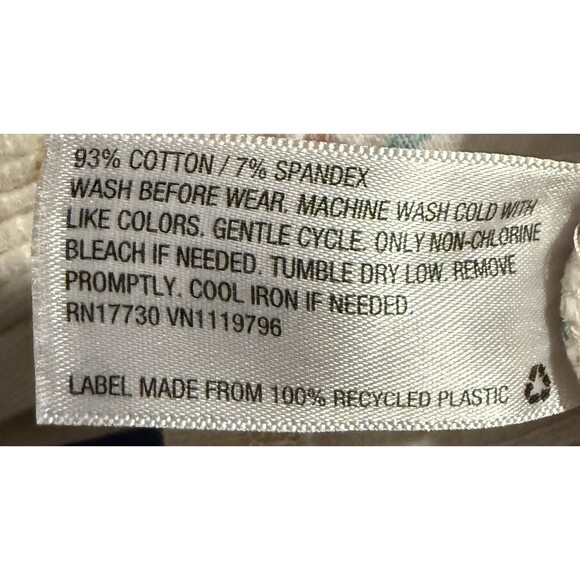 93% COTTON / 7% SPANDEX
WASH BEFORE WEAR. MACHINE WASH COLD WITH
LIKE COLORS. GENTLE CYCLE. ONLY NON-CHLORINE
BLEACH IF NEEDED. TUMBLE DRY LOW. REMOVE
PROMPTLY. COOL IRON IF NEEDED.
RN17730 VN1119796
LABEL MADE FROM 100% RECYCLED PLASTIC